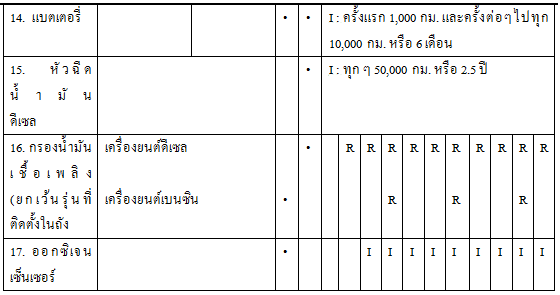 14. แบตเตอรี่ • • I : ครั้งแรก 1,000 กม. และครั้งต่อๆ ไปทุก
10,000 กม. หรือ 6 เดือน
15. หัวฉีด • I : ทุก ๆ 50,000 กม. หรือ 2.5 ปี
น้ำมัน
ดีเซล
16. กรองน้ำมัน เครื่องยนต์ดีเซล • R R R R R R R R R R
เชื้อเพลิง
(ยกเว้นรุ่นที่ เครื่องยนต์เบนซิน • R R R
ติดตั้งในถัง
17. ออกซิเจน • I I I I I I I I I
เซ็นเซอร์